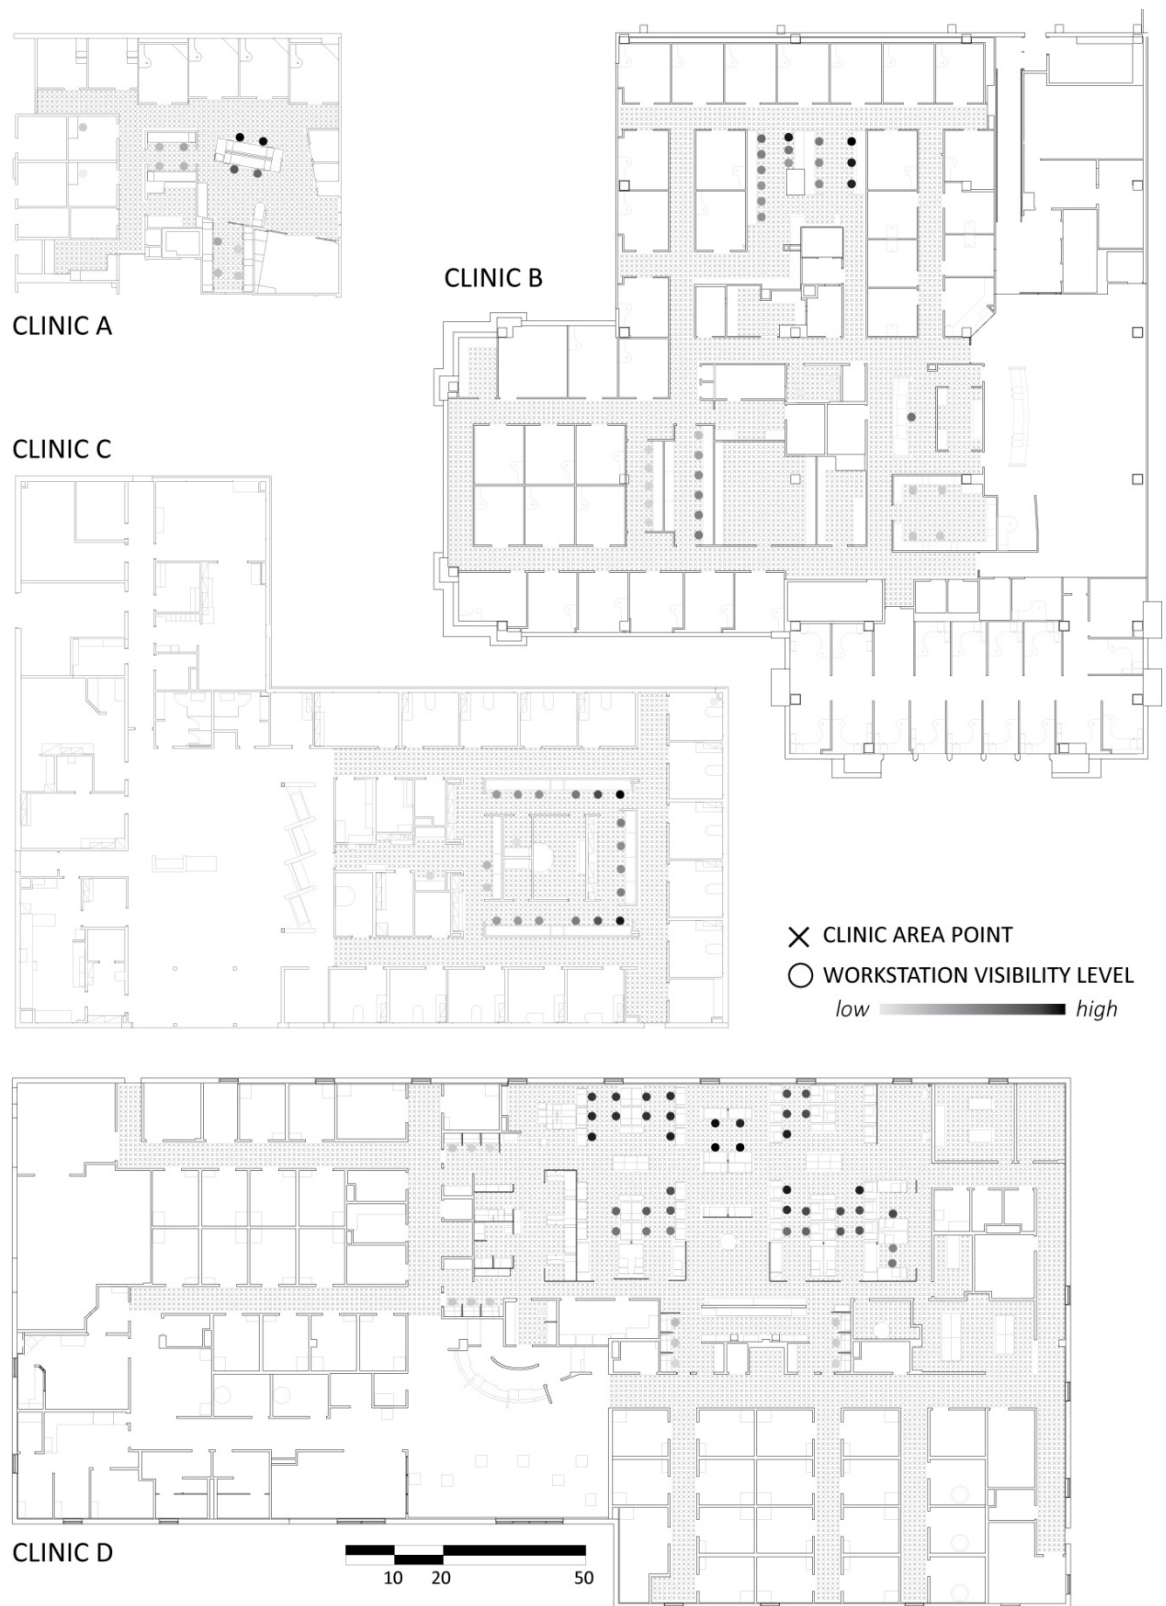 CLINIC A
CLINIC B
CLINIC C
CLINIC AREA POINT
WORKSTATION VISIBILITY LEVEL
low high
CLINIC D
10 20 50